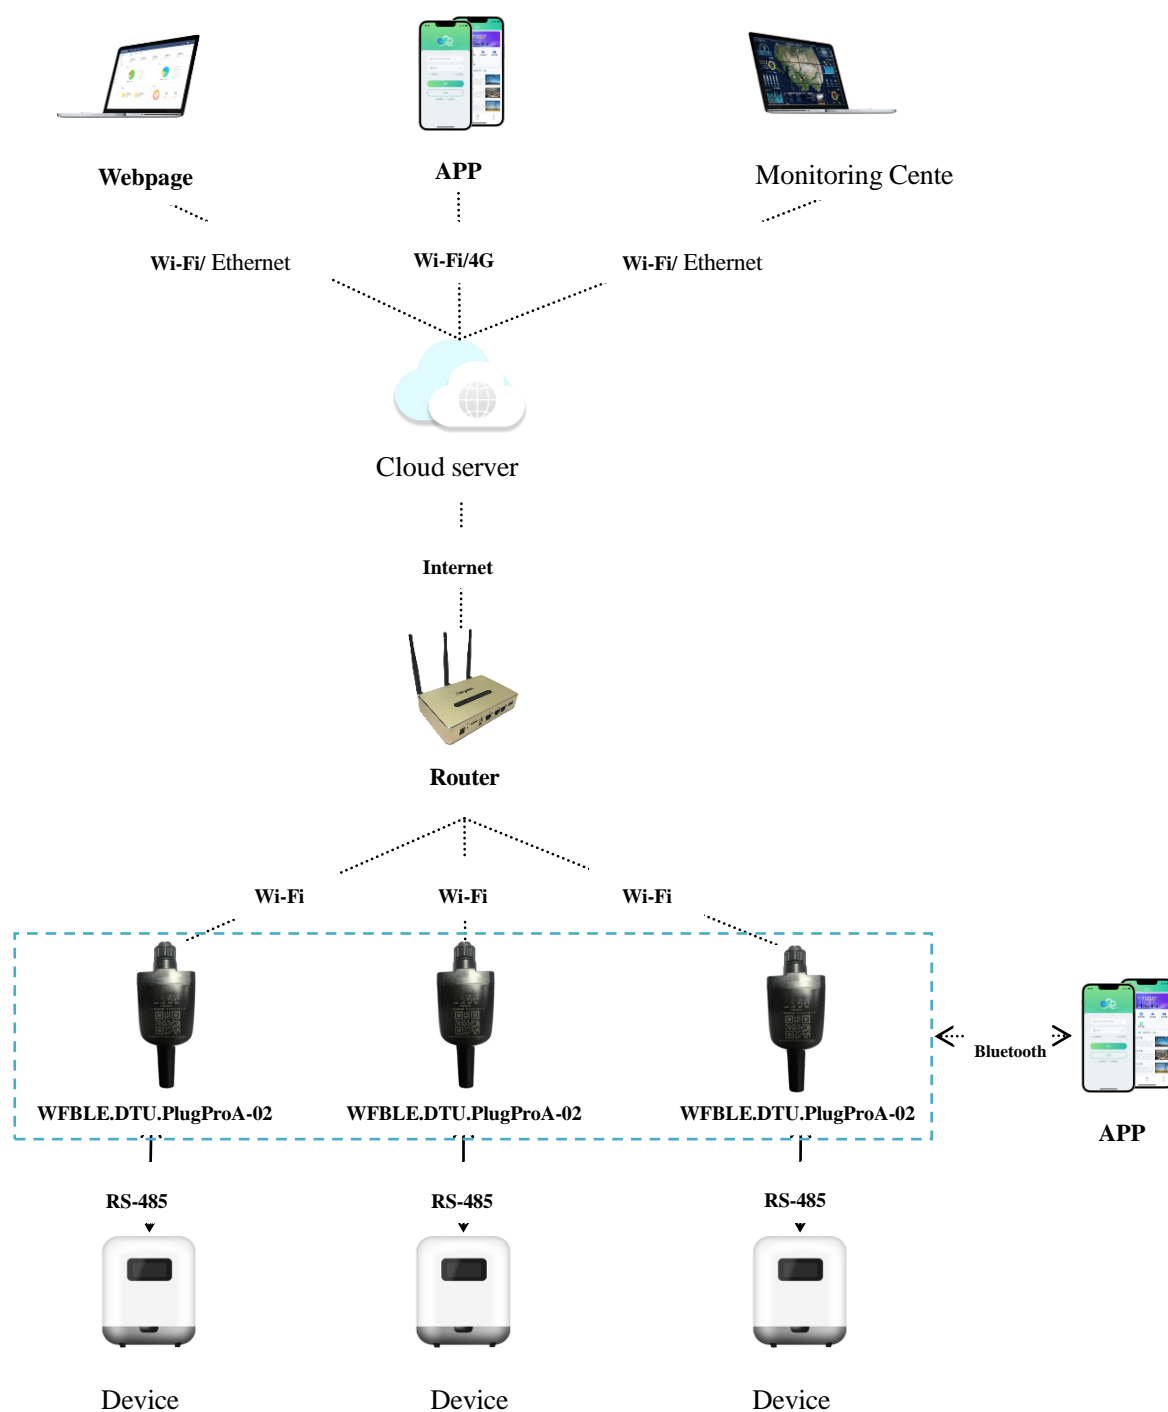 Webpage
APP
Monitoring Cente
Wi-Fi/ Ethernet
Wi-Fi/4G
Wi-Fi/ Ethernet
Cloud server
Internet
Router
Wi-Fi
Wi-Fi
Wi-Fi
WFBLE.DTU.PlugProA-02
WFBLE.DTU.PlugProA-02
WFBLE.DTU.PlugProA-02
Bluetooth
APP
RS-485
RS-485
RS-485
Device
Device
Device